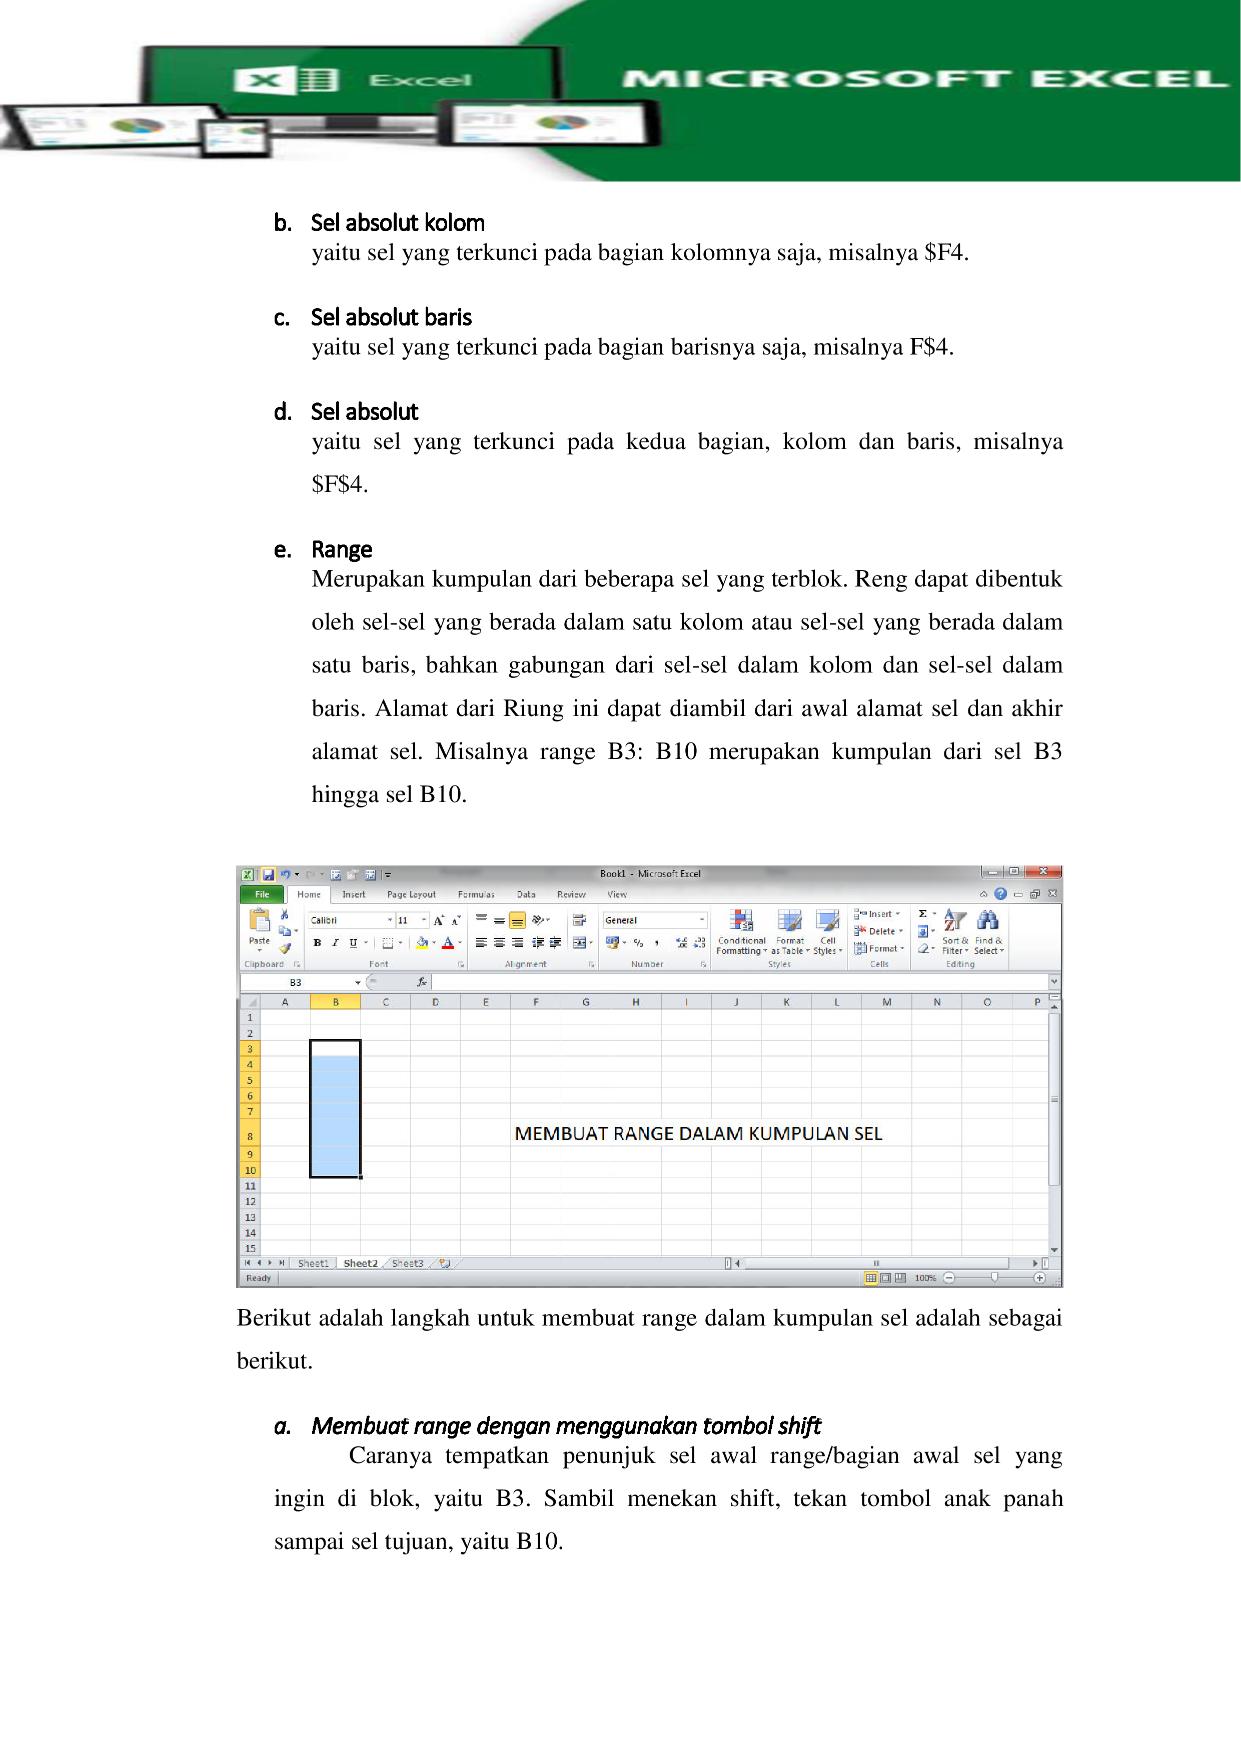 Excel
MICROSOFT EXCEL
b. Sel absolut kolom
yaitu sel yang terkunci pada bagian kolomnya saja, misalnya $F4.
c. Sel absolut baris
yaitu sel yang terkunci pada bagian barisnya saja, misalnya F$4.
d. Sel absolut
yaitu sel yang terkunci pada kedua bagian, kolom dan baris, misalnya
$F$4.
e. Range
Merupakan kumpulan dari beberapa sel yang terblok. Reng dapat dibentuk
oleh sel-sel yang berada dalam satu kolom atau sel-sel yang berada dalam
satu baris, bahkan gabungan dari sel-sel dalam kolom dan sel-sel dalam
baris. Alamat dari Riung ini dapat diambil dari awal alamat sel dan akhir
alamat sel. Misalnya range B3: B10 merupakan kumpulan dari sel B3
hingga sel B10.
Book1 - Microsoft Excel
File Home Insert Page Layout Formulas Data Review View
Calibri 11 General Insert
Paste B I U A % , Conditional Format Cell Delete Sort & Find &
Formatting as Table Styles Format Filter Select
Clipboard Font Alignment Number Styles Cells Editing
B3 fx
A B C D E F G H I J K L M N O P
1
2
3
4
5
6
7
8 MEMBUAT RANGE DALAM KUMPULAN SEL
9
10
11
12
13
14
15
Sheet1 Sheet2 Sheet3
Ready 100%
Berikut adalah langkah untuk membuat range dalam kumpulan sel adalah sebagai
berikut.
a. Membuat range dengan menggunakan tombol shift
Caranya tempatkan penunjuk sel awal range/bagian awal sel yang
ingin di blok, yaitu B3. Sambil menekan shift, tekan tombol anak panah
sampai sel tujuan, yaitu B10.